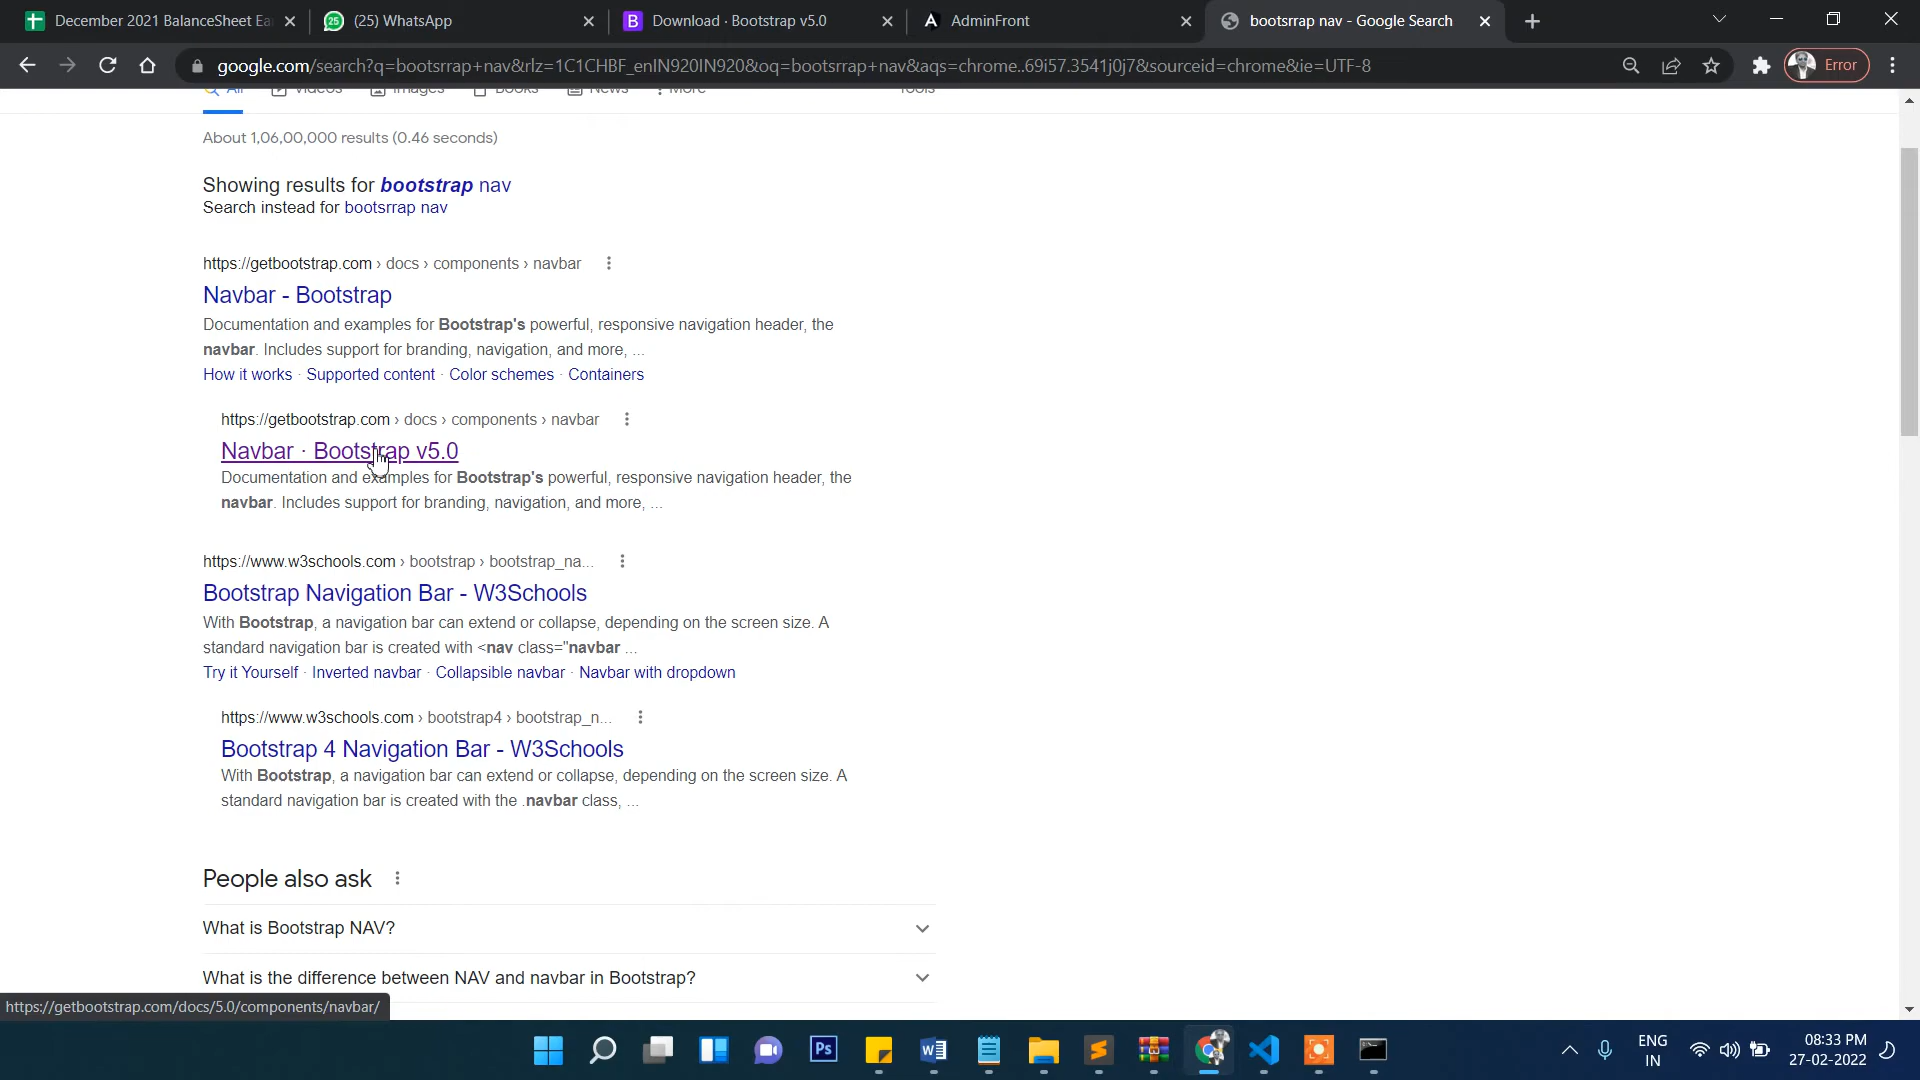 December 2021 BalanceSheet Ea
(25) WhatsApp
Download · Bootstrap v5.0
AdminFront
bootsrrap nav - Google Search
google.com/search?q=bootsrrap+nav&rlz=1C1CHBF_enIN920IN920&oq=bootsrrap+nav&aqs=chrome..69i57.3541j0j7&sourceid=chrome&ie=UTF-8
Error
All
Videos
Images
Books
News
More
Tools
About 1,06,00,000 results (0.46 seconds)
Showing results for bootstrap nav
Search instead for bootsrrap nav
https://getbootstrap.com › docs › components › navbar
Navbar - Bootstrap
Documentation and examples for Bootstrap's powerful, responsive navigation header, the
navbar. Includes support for branding, navigation, and more, ...
How it works · Supported content · Color schemes · Containers
https://getbootstrap.com › docs › components › navbar
Navbar · Bootstrap v5.0
Documentation and examples for Bootstrap's powerful, responsive navigation header, the
navbar. Includes support for branding, navigation, and more, ...
https://www.w3schools.com › bootstrap › bootstrap_na...
Bootstrap Navigation Bar - W3Schools
With Bootstrap, a navigation bar can extend or collapse, depending on the screen size. A
standard navigation bar is created with <nav class="navbar ...
Try it Yourself · Inverted navbar · Collapsible navbar · Navbar with dropdown
https://www.w3schools.com › bootstrap4 › bootstrap_n...
Bootstrap 4 Navigation Bar - W3Schools
With Bootstrap, a navigation bar can extend or collapse, depending on the screen size. A
standard navigation bar is created with the .navbar class, ...
People also ask
What is Bootstrap NAV?
What is the difference between NAV and navbar in Bootstrap?
https://getbootstrap.com/docs/5.0/components/navbar/
ENG
IN
08:33 PM
27-02-2022